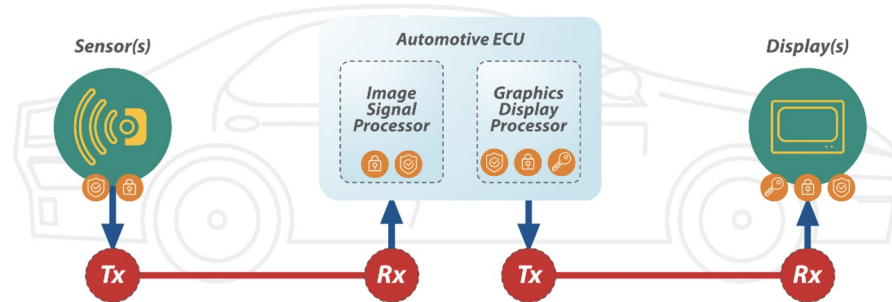 Sensor(s)
Automotive ECU
Display(s)
Image
Signal
Processor
Graphics
Display
Processor
Tx
Rx
Tx
Rx